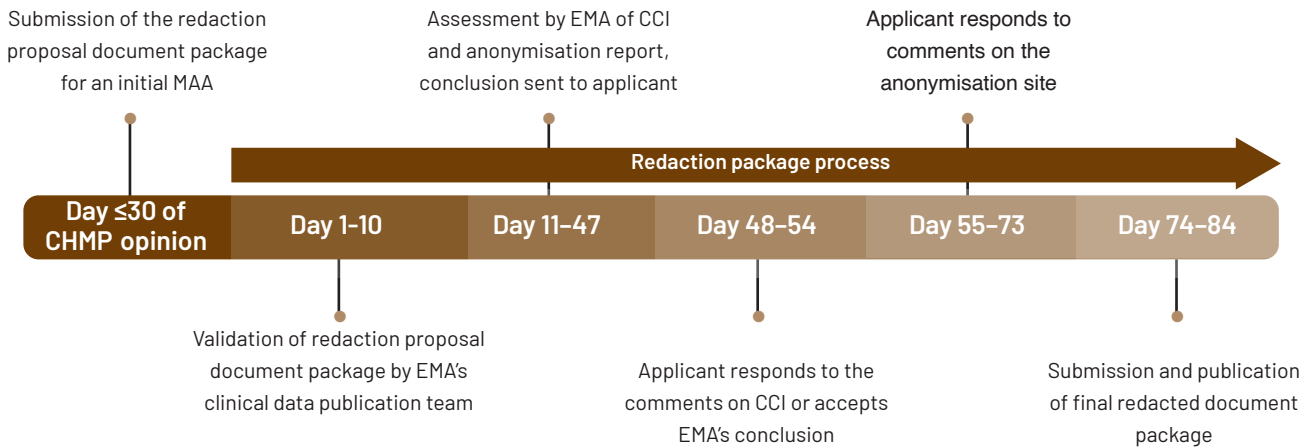 Submission of the redaction
proposal document package
for an initial MAA
Assessment by EMA of CCI
and anonymisation report,
conclusion sent to applicant
Applicant responds to
comments on the
anonymisation site
Redaction package process
Day ≤30 of
CHMP opinion
Day 1-10
Day 11–47
Day 48–54
Day 55–73
Day 74–84
Validation of redaction proposal
document package by EMA's
clinical data publication team
Applicant responds to the
comments on CCI or accepts
EMA's conclusion
Submission and publication
of final redacted document
package